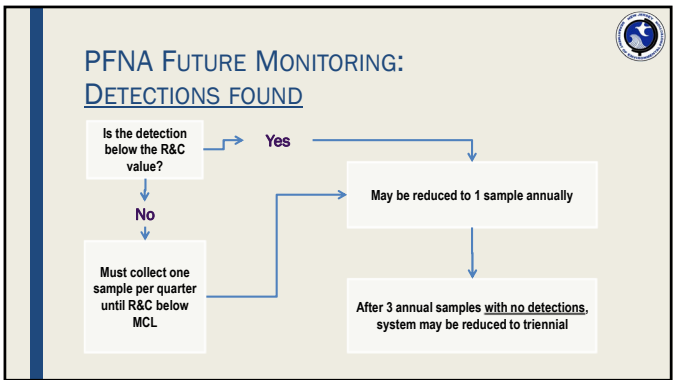 PFNA FUTURE MONITORING:
DETECTIONS FOUND
Is the detection
below the R&C
value?
Yes
No
May be reduced to 1 sample annually
Must collect one
sample per quarter
until R&C below
MCL
After 3 annual samples with no detections,
system may be reduced to triennial